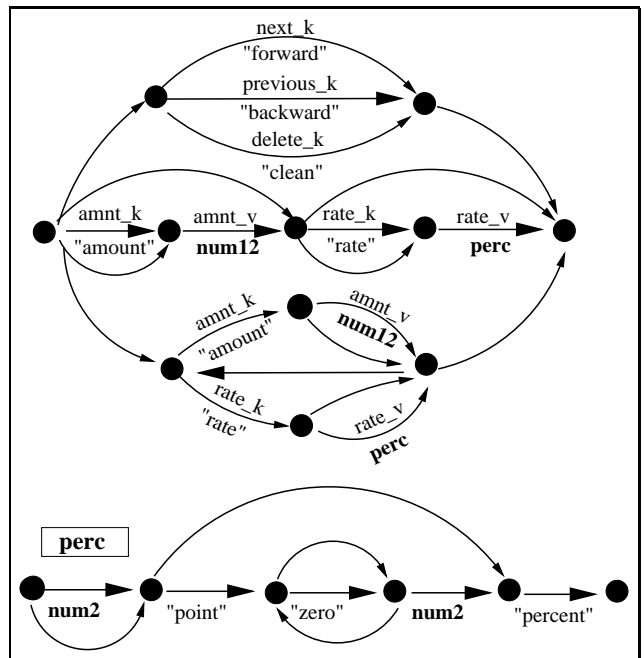 next_k
"forward"
previous_k
"backward"
delete_k
"clean"
amnt_k amnt_v rate_k rate_v
"amount" num12 "rate" perc
amnt_k amnt_v
"amount" num12
rate_k rate_v
"rate" perc
perc
num2 "point" "zero" num2 "percent"